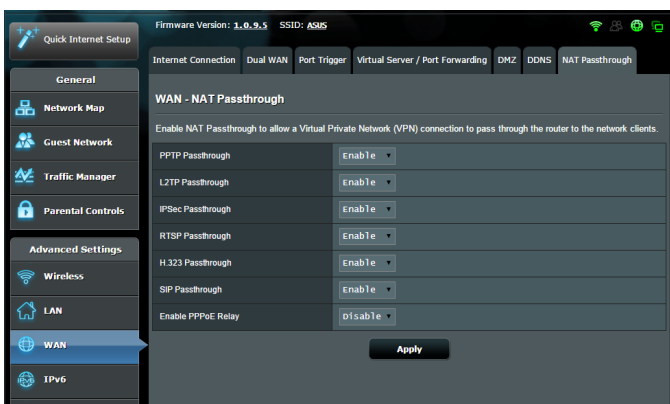 Quick Internet Setup
General
Network Map
Guest Network
Traffic Manager
Parental Controls
Advanced Settings
Wireless
LAN
WAN
IPv6
Firmware Version: 1.0.9.5 SSID: ASUS
Internet Connection Dual WAN Port Trigger Virtual Server / Port Forwarding DMZ DDNS NAT Passthrough
WAN - NAT Passthrough
Enable NAT Passthrough to allow a Virtual Private Network (VPN) connection to pass through the router to the network clients.
PPTP Passthrough Enable
L2TP Passthrough Enable
IPSec Passthrough Enable
RTSP Passthrough Enable
H.323 Passthrough Enable
SIP Passthrough Enable
Enable PPPoE Relay Disable
Apply